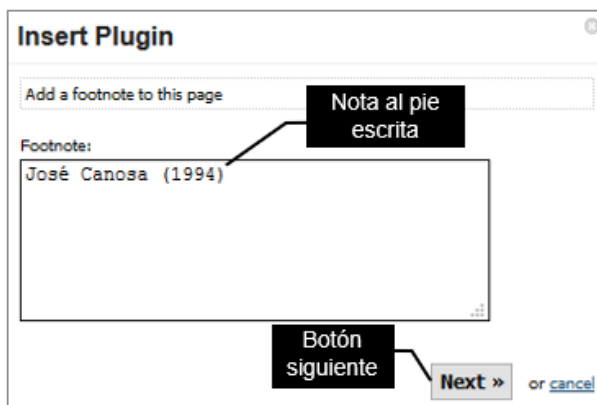 Insert Plugin
Add a footnote to this page
Nota al pie
escrita
Footnote:
José Canosa (1994)
Botón
siguiente
Next »
or cancel